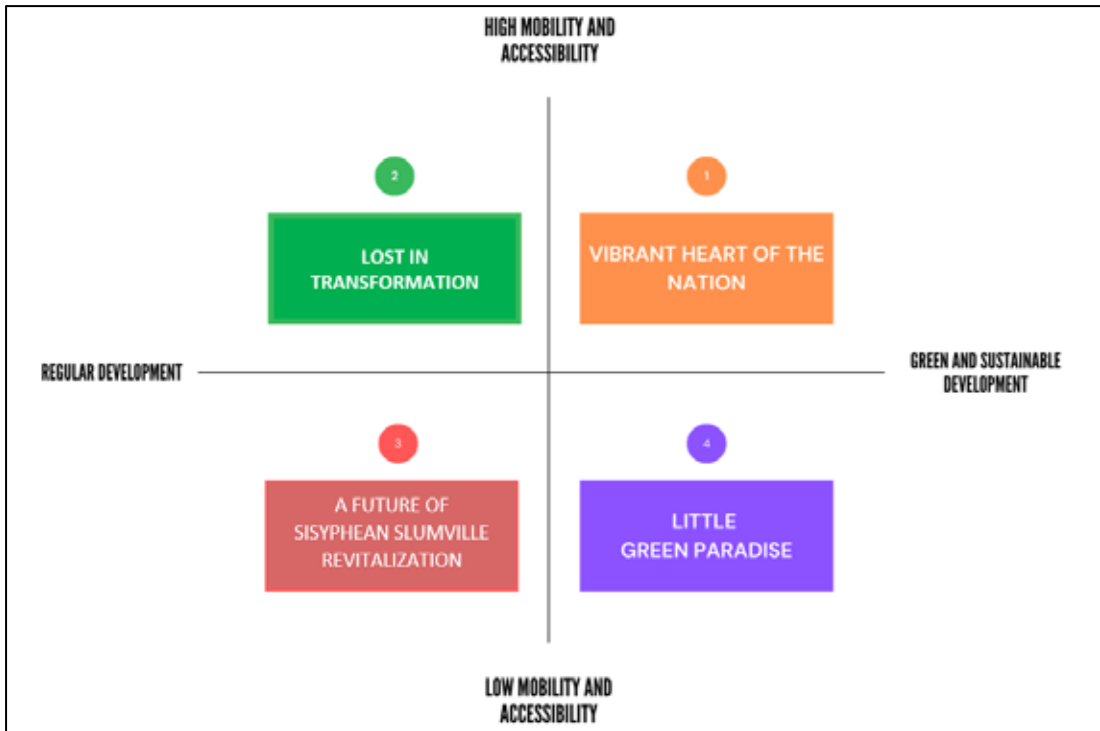 HIGH MOBILITY AND
ACCESSIBILITY
2
1
LOST IN
TRANSFORMATION
VIBRANT HEART OF THE
NATION
REGULAR DEVELOPMENT
GREEN AND SUSTAINABLE
DEVELOPMENT
3
4
A FUTURE OF
SISYPHEAN SLUMVILLE
REVITALIZATION
LITTLE
GREEN PARADISE
LOW MOBILITY AND
ACCESSIBILITY